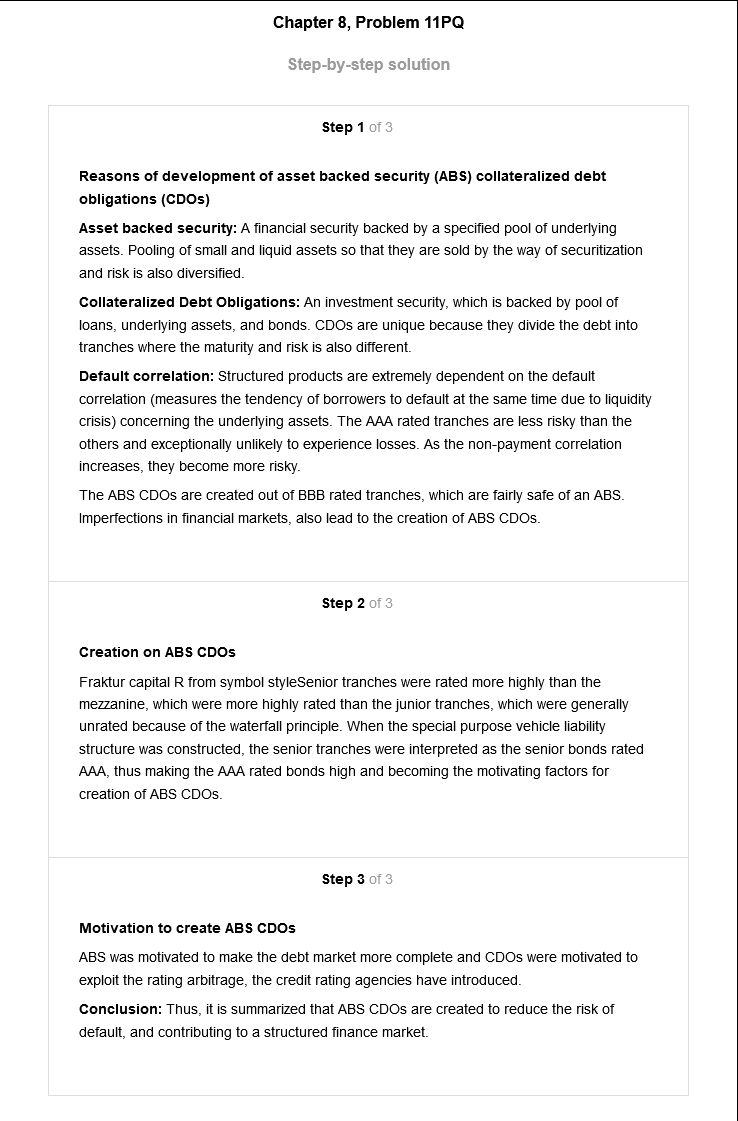 Chapter 8, Problem 11PQ
Step-by-step solution
Step 1 of 3
Reasons of development of asset backed security (ABS) collateralized debt
obligations (CDOs)
Asset backed security: A financial security backed by a specified pool of underlying
assets. Pooling of small and liquid assets so that they are sold by the way of securitization
and risk is also diversified.
Collateralized Debt Obligations: An investment security, which is backed by pool of
loans, underlying assets, and bonds. CDOs are unique because they divide the debt into
tranches where the maturity and risk is also different.
Default correlation: Structured products are extremely dependent on the default
correlation (measures the tendency of borrowers to default at the same time due to liquidity
crisis) concerning the underlying assets. The AAA rated tranches are less risky than the
others and exceptionally unlikely to experience losses. As the non-payment correlation
increases, they become more risky.
The ABS CDOs are created out of BBB rated tranches, which are fairly safe of an ABS.
Imperfections in financial markets, also lead to the creation of ABS CDOs.
Step 2 of 3
Creation on ABS CDOs
Fraktur capital R from symbol styleSenior tranches were rated more highly than the
mezzanine, which were more highly rated than the junior tranches, which were generally
unrated because of the waterfall principle. When the special purpose vehicle liability
structure was constructed, the senior tranches were interpreted as the senior bonds rated
AAA, thus making the AAA rated bonds high and becoming the motivating factors for
creation of ABS CDOs.
Step 3 of 3
Motivation to create ABS CDOs
ABS was motivated to make the debt market more complete and CDOs were motivated to
exploit the rating arbitrage, the credit rating agencies have introduced.
Conclusion: Thus, it is summarized that ABS CDOs are created to reduce the risk of
default, and contributing to a structured finance market.